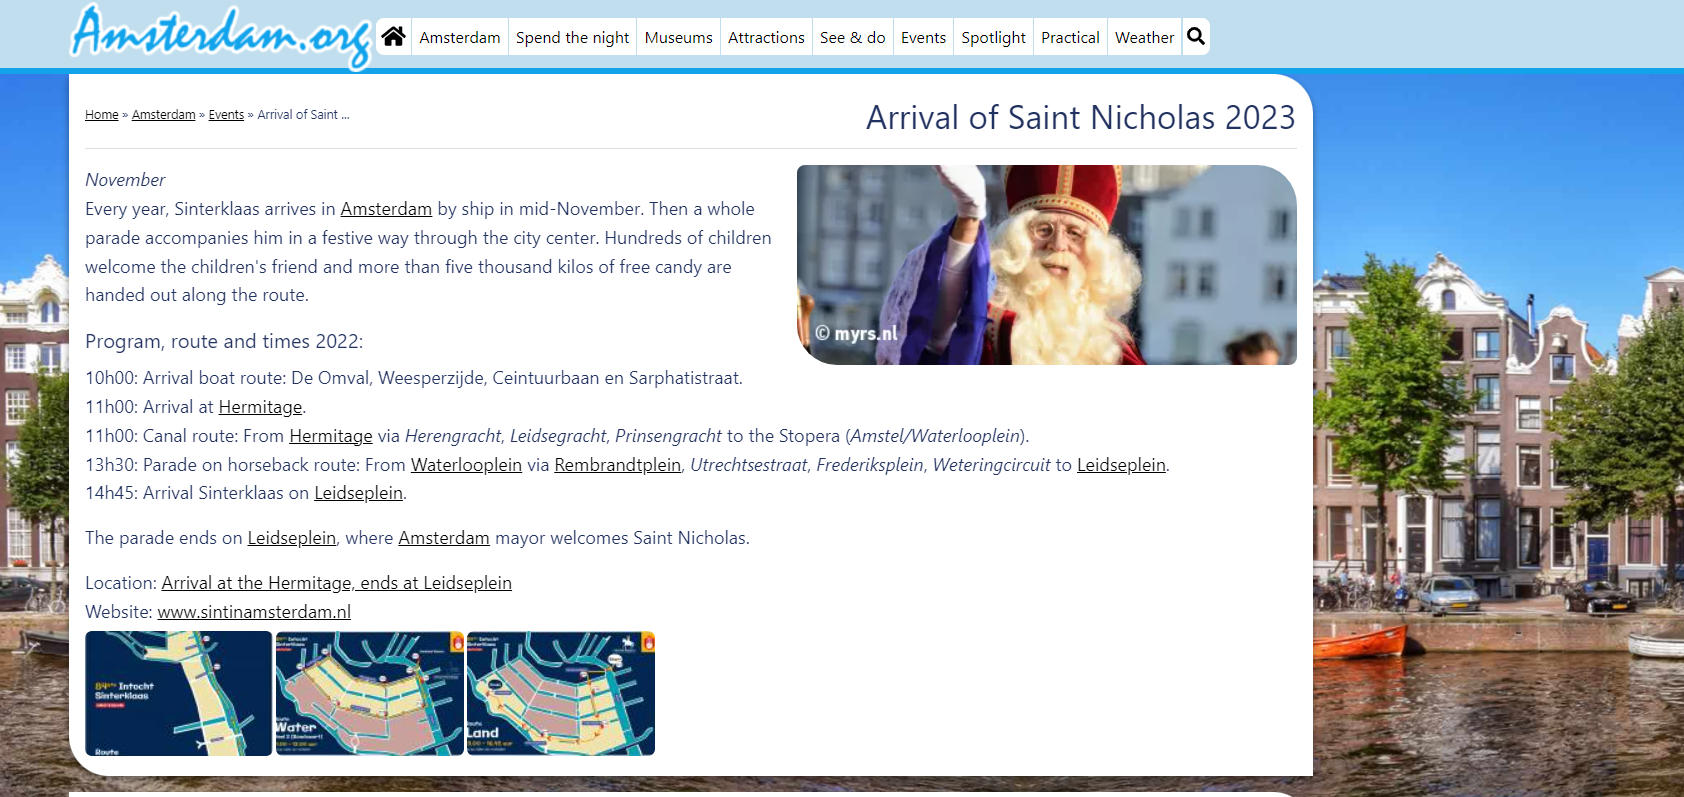 Amsterdam.org
Amsterdam
Spend the night
Museums
Attractions
See & do
Events
Spotlight
Practical
Weather
Home » Amsterdam » Events » Arrival of Saint ...
Arrival of Saint Nicholas 2023
November
Every year, Sinterklaas arrives in Amsterdam by ship in mid-November. Then a whole
parade accompanies him in a festive way through the city center. Hundreds of children
welcome the children's friend and more than five thousand kilos of free candy are
handed out along the route.
© myrs.nl
Program, route and times 2022:
10h00: Arrival boat route: De Omval, Weesperzijde, Ceintuurbaan en Sarphatistraat.
11h00: Arrival at Hermitage.
11h00: Canal route: From Hermitage via Herengracht, Leidsegracht, Prinsengracht to the Stopera (Amstel/Waterlooplein).
13h30: Parade on horseback route: From Waterlooplein via Rembrandtplein, Utrechtsestraat, Frederiksplein, Weteringcircuit to Leidseplein.
14h45: Arrival Sinterklaas on Leidseplein.
The parade ends on Leidseplein, where Amsterdam mayor welcomes Saint Nicholas.
Location: Arrival at the Hermitage, ends at Leidseplein
Website: www.sintinamsterdam.nl
84ste Intocht
Sinterklaas
Route
Intocht
Sinterklaas
Route
Water
Intocht
Sinterklaas
Route
Land